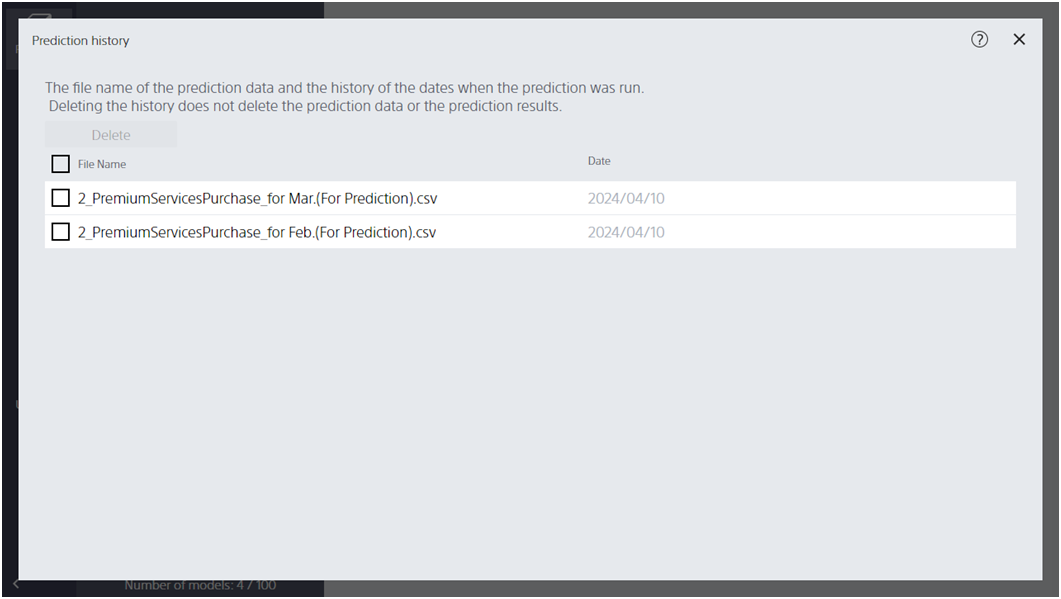 Prediction history
The file name of the prediction data and the history of the dates when the prediction was run.
Deleting the history does not delete the prediction data or the prediction results.
Delete
File Name Date
2_PremiumServicesPurchase_for Mar.(For Prediction).csv 2024/04/10
2_PremiumServicesPurchase_for Feb.(For Prediction).csv 2024/04/10
Number of models: 4 / 100